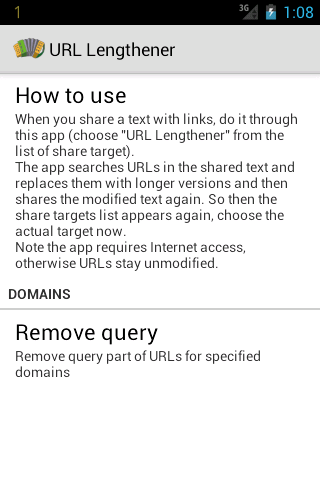 1
3G
1:08
URL Lengthener
How to use
When you share a text with links, do it through
this app (choose "URL Lengthener" from the
list of share target).
The app searches URLs in the shared text and
replaces them with longer versions and then
shares the modified text again. So then the
share targets list appears again, choose the
actual target now.
Note the app requires Internet access,
otherwise URLs stay unmodified.
DOMAINS
Remove query
Remove query part of URLs for specified
domains